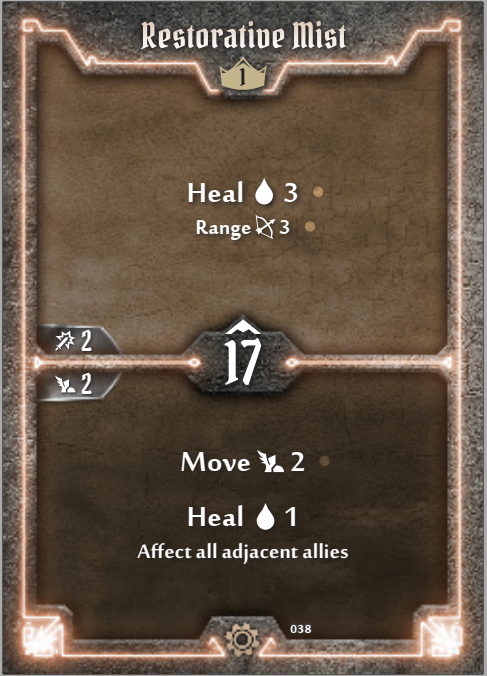 Restorative Mist
1
Heal 3
Range 3
2
17
2
Move 2
Heal 1
Affect all adjacent allies
038